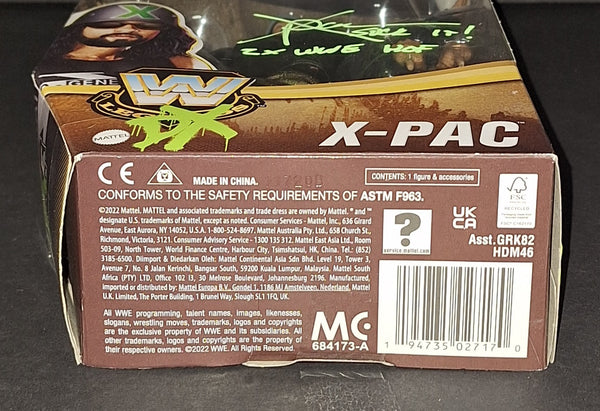 X
SUCK IT!
2X WWE HOF
LEGENDS
DX
MATTEL
X-PAC
CE
MADE IN CHINA.
CONTENTS: 1 figure & accessories
CONFORMS TO THE SAFETY REQUIREMENTS OF ASTM F963.
©2022 Mattel. MATTEL and associated trademarks and trade dress are owned by Mattel. ® and ™
designate U.S. trademarks of Mattel, except as noted. Consumer Services - Mattel, Inc., 636 Girard
Avenue, East Aurora, NY 14052, U.S.A. 1-800-524-8697. Mattel Australia Pty. Ltd., 658 Church St.,
Richmond, Victoria, 3121. Consumer Advisory Service - 1300 135 312. Mattel East Asia Ltd., Room
503-09, North Tower, World Finance Centre, Harbour City, Tsimshatsui, HK, China. Tel.: (852)
3185-6500. Diimport & Diedarkan Oleh: Mattel Continental Asia Sdn Bhd. Level 19, Tower 3,
Avenue 7, No. 8 Jalan Kerinchi, Bangsar South, 59200 Kuala Lumpur, Malaysia. Mattel South
Africa (PTY) LTD, Office 102 I3, 30 Melrose Boulevard, Johannesburg 2196. Manufactured,
imported or distributed by: Mattel Europa B.V., Gondel 1, 1186 MJ Amstelveen, Nederland. Mattel
U.K. Limited, The Porter Building, 1 Brunel Way, Slough SL1 1FQ, UK.
?
service.mattel.com
UK
CA
FSC
Asst.GRK82
HDM46
All WWE programming, talent names, images, likenesses,
slogans, wrestling moves, trademarks, logos and copyrights
are the exclusive property of WWE and its subsidiaries. All
other trademarks, logos and copyrights are the property of
their respective owners. ©2022 WWE. All Rights Reserved.
MC
684173-A
1 94735 02717 0